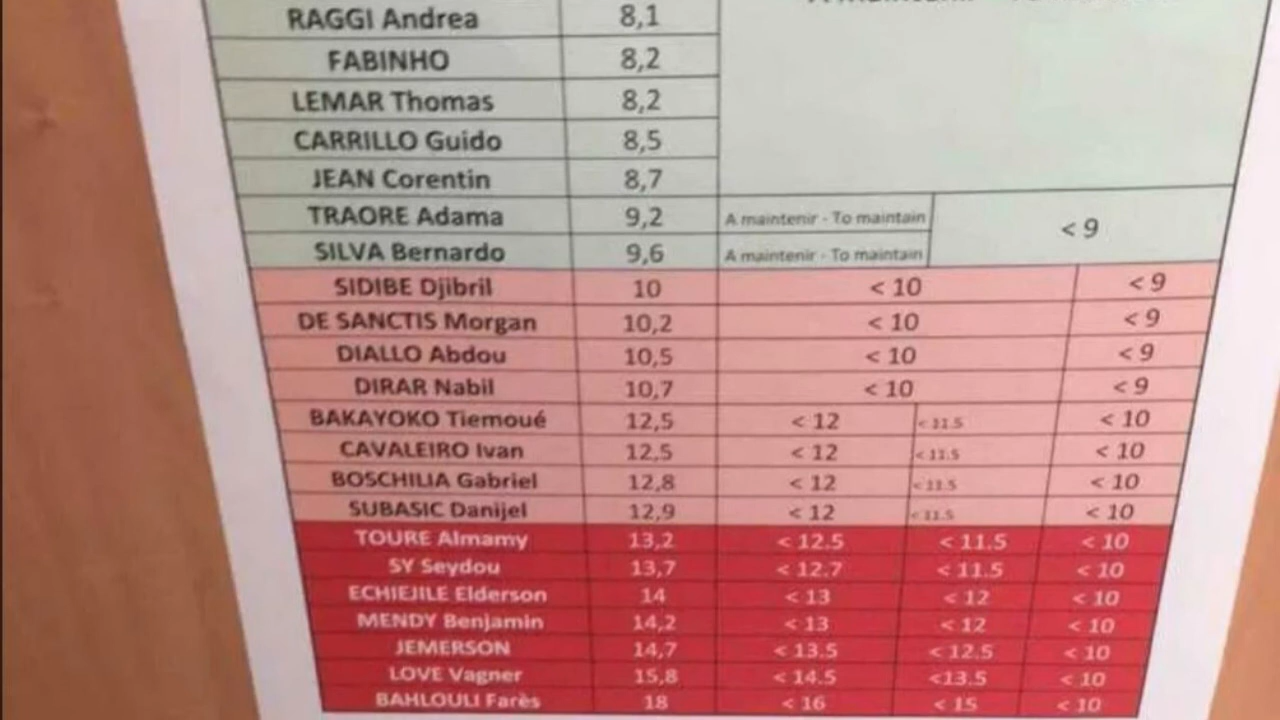 RAGGI Andrea 8,1
FABINHO 8,2
LEMAR Thomas 8,2
CARRILLO Guido 8,5
JEAN Corentin 8,7
TRAORE Adama 9,2 A maintenir - To maintain < 9
SILVA Bernardo 9,6 A maintenir - To maintain
SIDIBE Djibril 10 < 10 < 9
DE SANCTIS Morgan 10,2 < 10 < 9
DIALLO Abdou 10,5 < 10 < 9
DIRAR Nabil 10,7 < 10 < 9
BAKAYOKO Tiemoué 12,5 < 12 < 11.5 < 10
CAVALEIRO Ivan 12,5 < 12 < 11.5 < 10
BOSCHILIA Gabriel 12,8 < 12 < 11.5 < 10
SUBASIC Danijel 12,9 < 12 < 11.5 < 10
TOURE Almamy 13,2 < 12.5 < 11.5 < 10
SY Seydou 13,7 < 12.7 < 11.5 < 10
ECHIEJILE Elderson 14 < 13 < 12 < 10
MENDY Benjamin 14,2 < 13 < 12 < 10
JEMERSON 14,7 < 13.5 < 12.5 < 10
LOVE Vagner 15,8 < 14.5 <13.5 < 10
BAHLOULI Farès 18 < 16 < 15 < 10